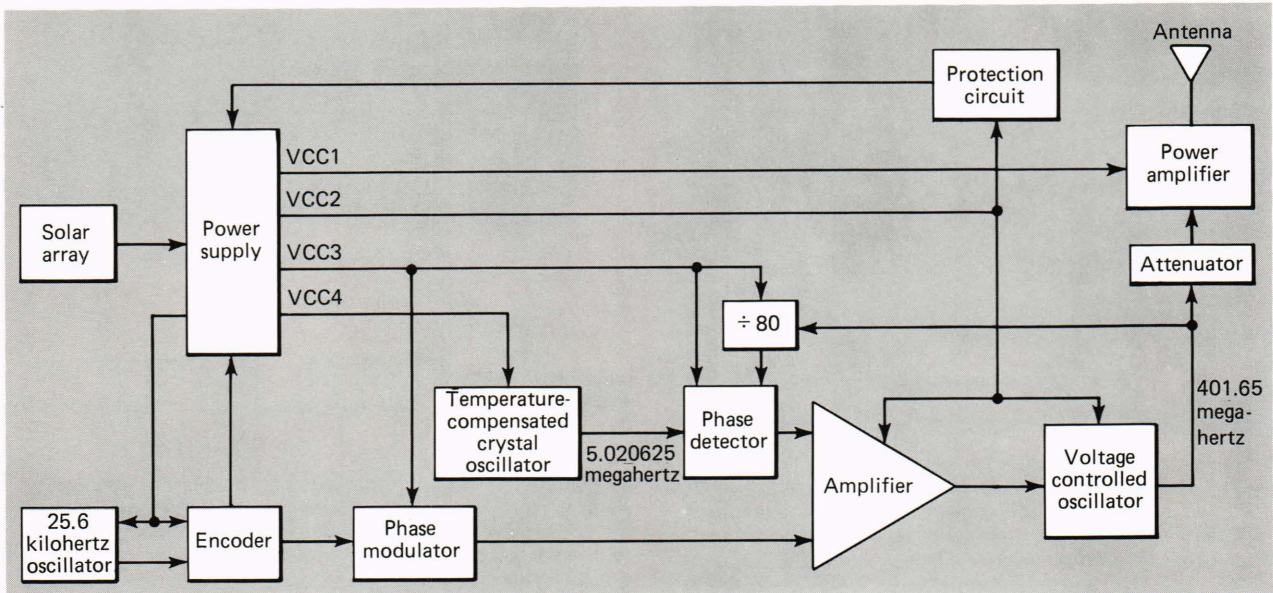 Antenna
Protection
circuit
Power
amplifier
VCC1
VCC2
Solar
array
Power
supply
VCC3
VCC4
Attenuator
÷ 80
Temperature-
compensated
crystal
oscillator
5.020625
megahertz
Phase
detector
401.65
mega-
hertz
Amplifier
Voltage
controlled
oscillator
25.6
kilohertz
oscillator
Encoder
Phase
modulator